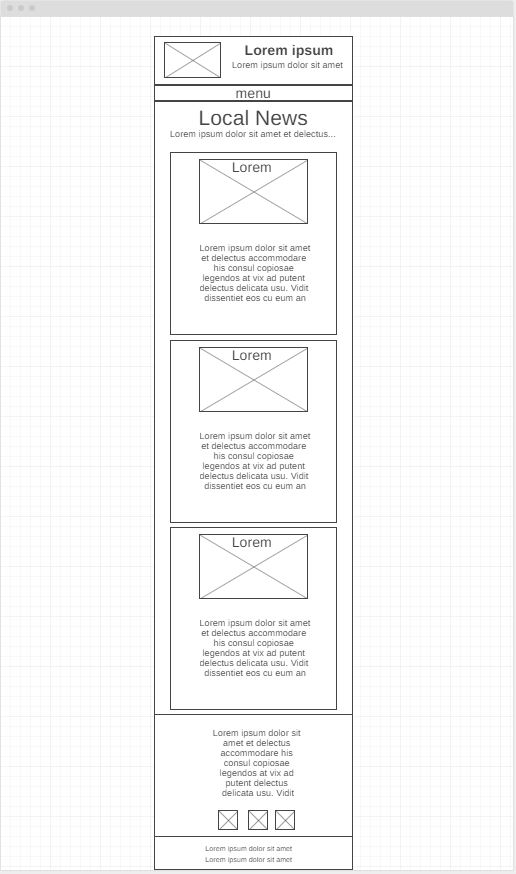 Lorem ipsum
Lorem ipsum dolor sit amet
menu
Local News
Lorem ipsum dolor sit amet et delectus...
Lorem
Lorem ipsum dolor sit amet
et delectus accommodare
his consul copiosae
legendos at vix ad putent
delectus delicata usu. Vidit
dissentiet eos cu eum an
Lorem
Lorem ipsum dolor sit amet
et delectus accommodare
his consul copiosae
legendos at vix ad putent
delectus delicata usu. Vidit
dissentiet eos cu eum an
Lorem
Lorem ipsum dolor sit amet
et delectus accommodare
his consul copiosae
legendos at vix ad putent
delectus delicata usu. Vidit
dissentiet eos cu eum an
Lorem ipsum dolor sit
amet et delectus
accommodare his
consul copiosae
legendos at vix ad
putent delectus
delicata usu. Vidit
Lorem ipsum dolor sit amet
Lorem ipsum dolor sit amet